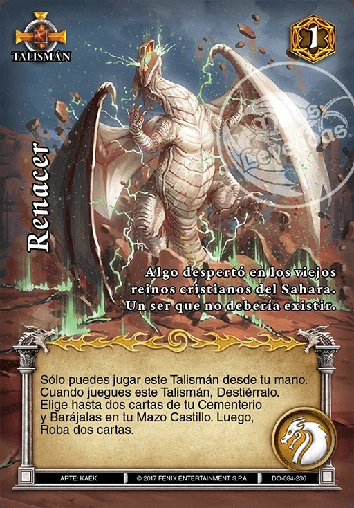 TALISMÁN
1
Renacer
Algo despertó en los viejos
reinos cristianos del Sahara.
Un ser que no debería existir.
Sólo puedes jugar este Talismán desde tu mano.
Cuando juegues este Talismán, Destiérralo.
Elige hasta dos cartas de tu Cementerio
y Barájalas en tu Mazo Castillo. Luego,
Roba dos cartas.
ARTE: KAEK
© 2017 FENIX ENTERTAINMENT S.P.A.